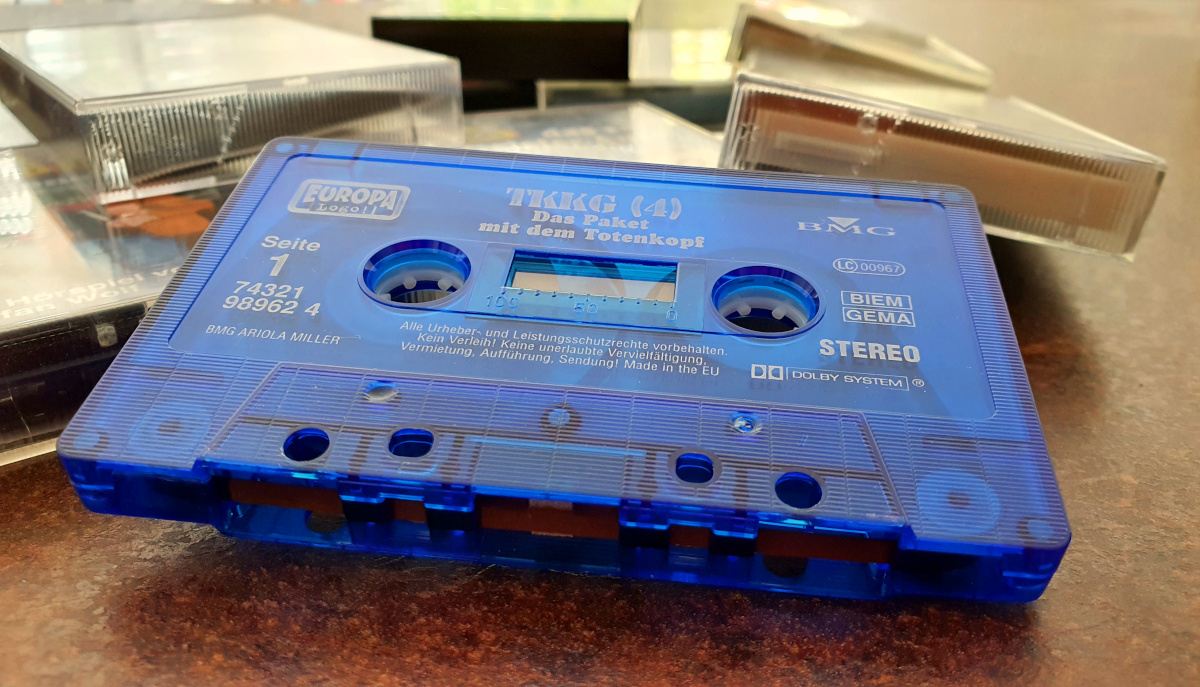 EUROPA
LOGO!!
TKKG (4)
Das Paket
mit dem Totenkopf
BMG
Seite
1
74321
98962 4
BMG ARIOLA MILLER
LC 00967
BIEM
GEMA
STEREO
DOLBY SYSTEM ®
100 50 0
Alle Urheber- und Leistungsschutzrechte vorbehalten.
Kein Verleih! Keine unerlaubte Vervielfältigung,
Vermietung, Aufführung, Sendung! Made in the EU